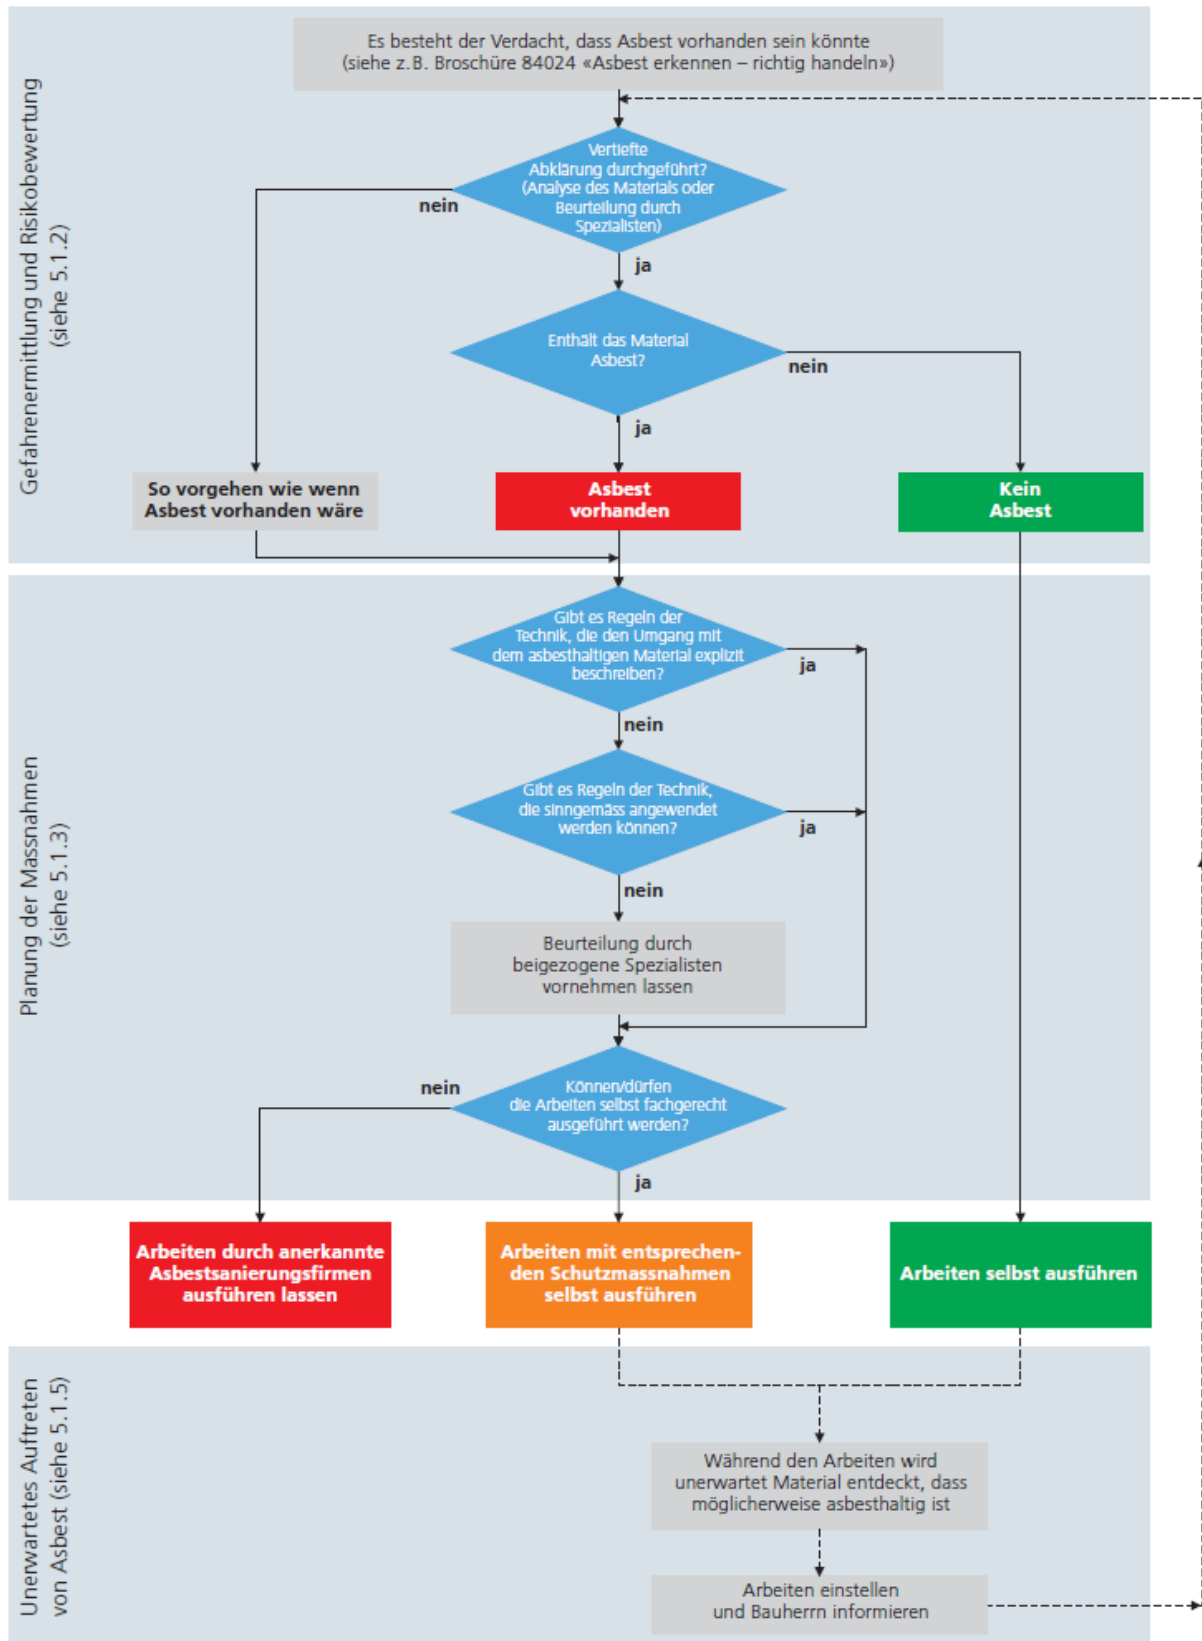 Es besteht der Verdacht, dass Asbest vorhanden sein könnte
(siehe z.B. Broschüre 84024 «Asbest erkennen – richtig handeln»)
Gefahrenermittlung und Risikobewertung
(siehe 5.1.2)
Vertiefte
Abklärung durchgeführt?
(Analyse des Materials oder
Beurteilung durch
Spezialisten)
nein
ja
Enthält das Material
Asbest?
nein
ja
So vorgehen wie wenn
Asbest vorhanden wäre
Asbest
vorhanden
Kein
Asbest
Planung der Massnahmen
(siehe 5.1.3)
Gibt es Regeln der
Technik, die den Umgang mit
dem asbesthaltigen Material explizit
beschreiben?
ja
nein
Gibt es Regeln der Technik,
die sinngemäss angewendet
werden können?
ja
nein
Beurteilung durch
beigezogene Spezialisten
vornehmen lassen
Können/dürfen
die Arbeiten selbst fachgerecht
ausgeführt werden?
nein
ja
Arbeiten durch anerkannte
Asbestsanierungsfirmen
ausführen lassen
Arbeiten mit entsprechen-
den Schutzmassnahmen
selbst ausführen
Arbeiten selbst ausführen
Unerwartetes Auftreten
von Asbest (siehe 5.1.5)
Während den Arbeiten wird
unerwartet Material entdeckt, dass
möglicherweise asbesthaltig ist
Arbeiten einstellen
und Bauherrn informieren